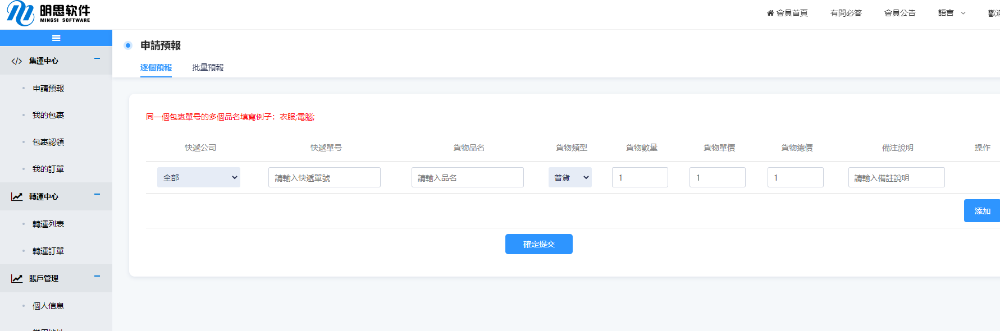 明思软件
MINGSI SOFTWARE
會員首頁 有問必答 會員公告 語言
集運中心
申請預報
我的包裹
包裹認領
我的訂單
轉運中心
轉運列表
轉運訂單
賬戶管理
個人信息
申請預報
逐個預報 批量預報
同一個包裹單号的多個品名填寫例子：衣服;電腦;
快遞公司 快遞單号 貨物品名 貨物類型 貨物數量 貨物單價 貨物總價 備注說明 操作
全部 請輸入快遞單號 請輸入品名 普貨 1 1 1 請輸入備註說明
添加
確定提交